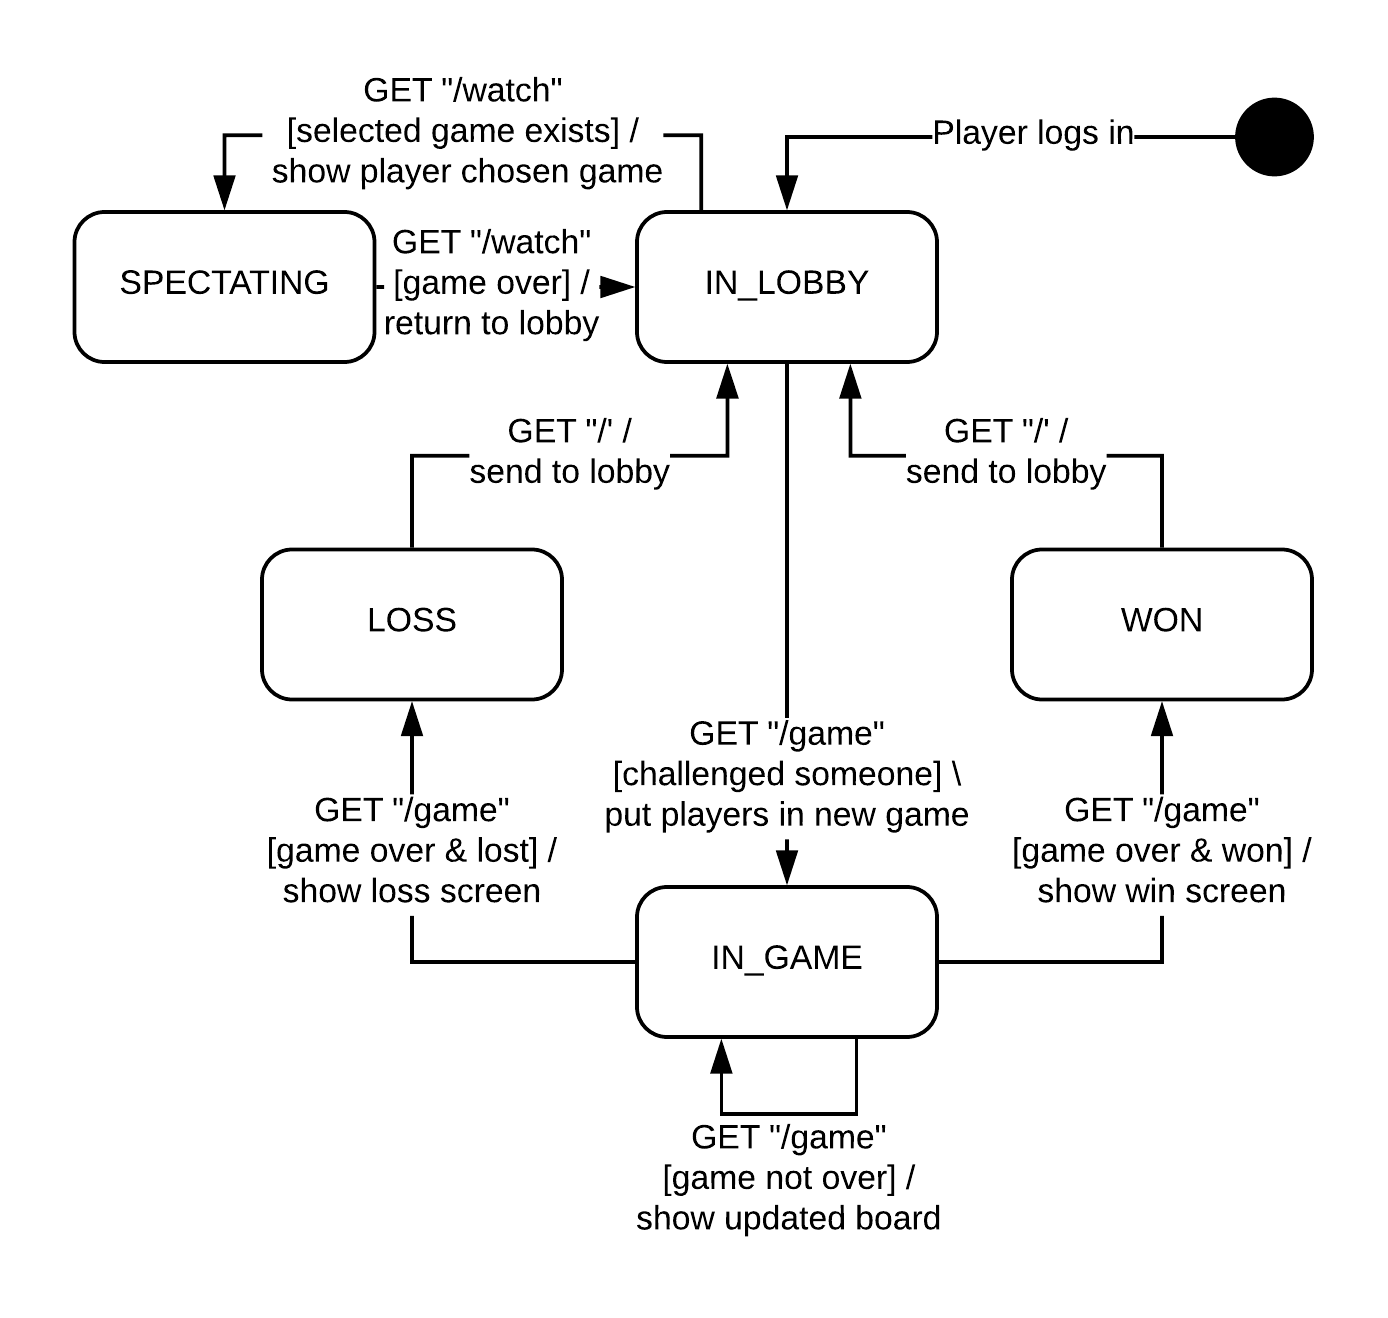 GET "/watch"
[selected game exists] /
show player chosen game
Player logs in
SPECTATING
GET "/watch"
[game over] /
return to lobby
IN_LOBBY
GET "/' /
send to lobby
GET "/' /
send to lobby
LOSS
WON
GET "/game"
[challenged someone] \
put players in new game
GET "/game"
[game over & lost] /
show loss screen
GET "/game"
[game over & won] /
show win screen
IN_GAME
GET "/game"
[game not over] /
show updated board